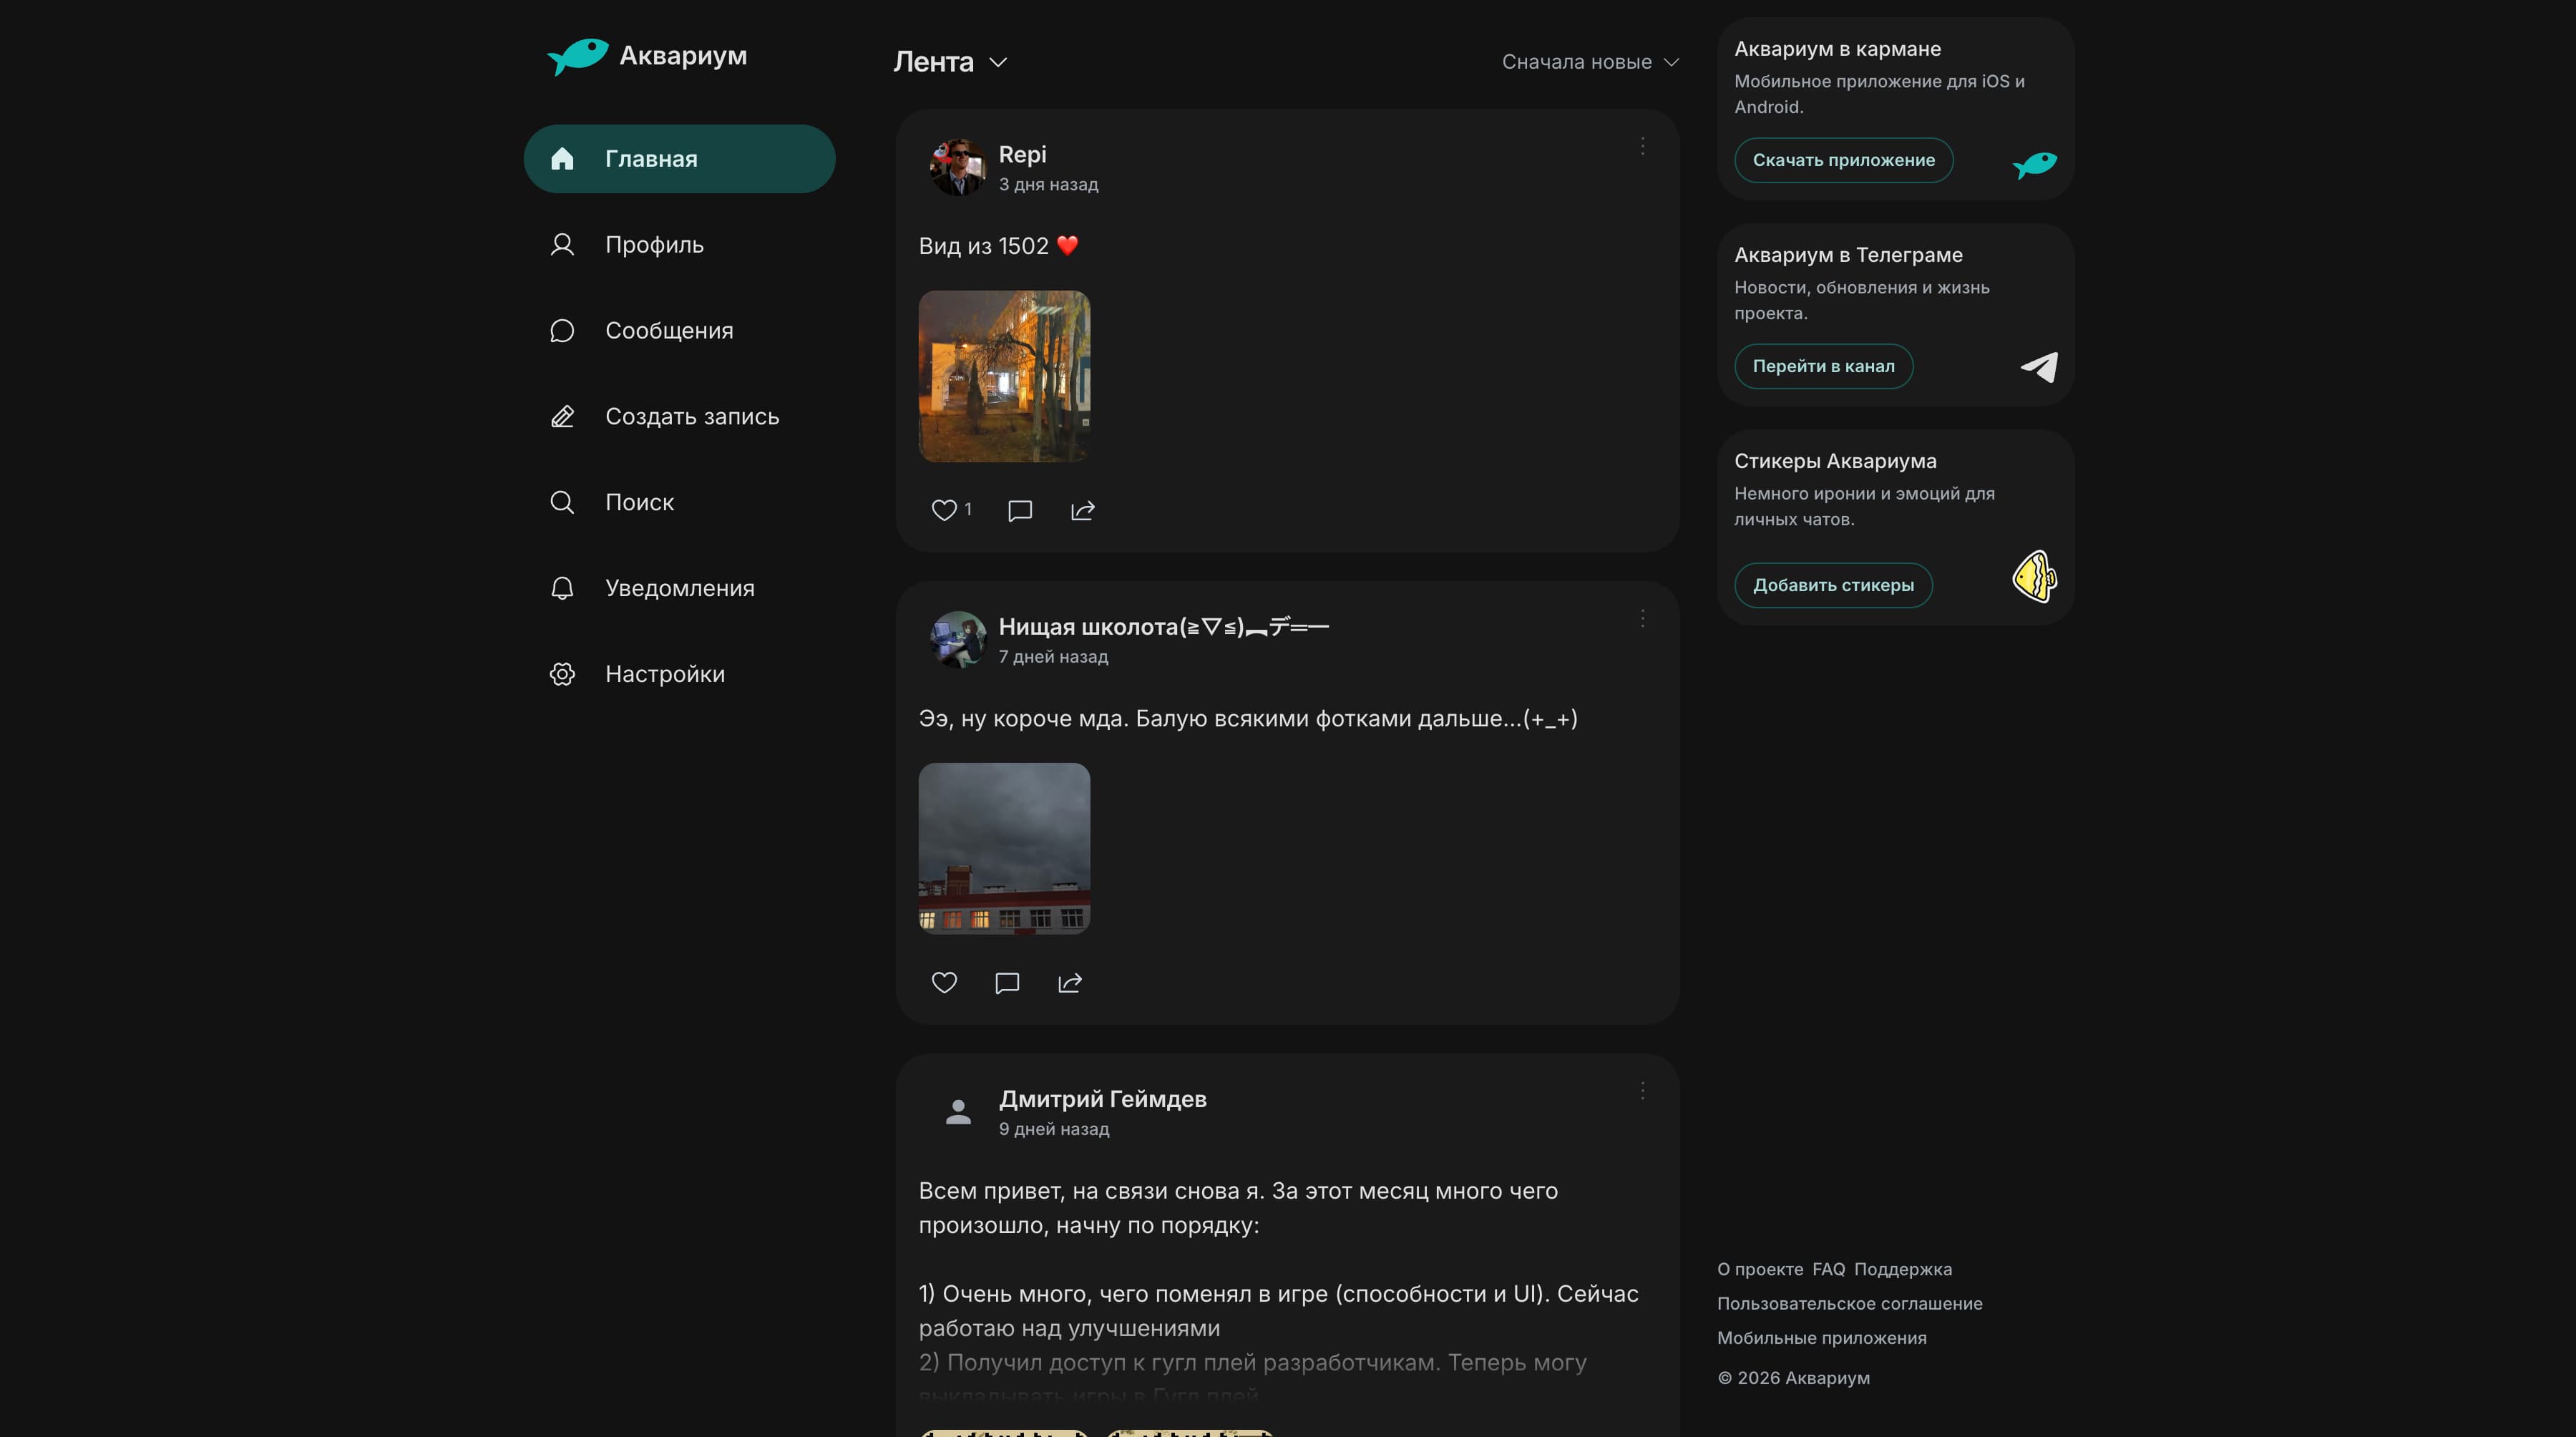 Аквариум
Главная
Профиль
Сообщения
Создать запись
Поиск
Уведомления
Настройки
Лента
Сначала новые
Repi
3 дня назад
Вид из 1502 ❤️
1
Нищая школота(≧▽≦)︻デ═一
7 дней назад
Ээ, ну короче мда. Балую всякими фотками дальше...(+_+)
Дмитрий Геймдев
9 дней назад
Всем привет, на связи снова я. За этот месяц много чего
произошло, начну по порядку:
1) Очень много, чего поменял в игре (способности и UI). Сейчас
работаю над улучшениями
2) Получил доступ к гугл плей разработчикам. Теперь могу
выкладывать игры в Гугл плей
Аквариум в кармане
Мобильное приложение для iOS и
Android.
Скачать приложение
Аквариум в Телеграме
Новости, обновления и жизнь
проекта.
Перейти в канал
Стикеры Аквариума
Немного иронии и эмоций для
личных чатов.
Добавить стикеры
О проекте FAQ Поддержка
Пользовательское соглашение
Мобильные приложения
© 2026 Аквариум